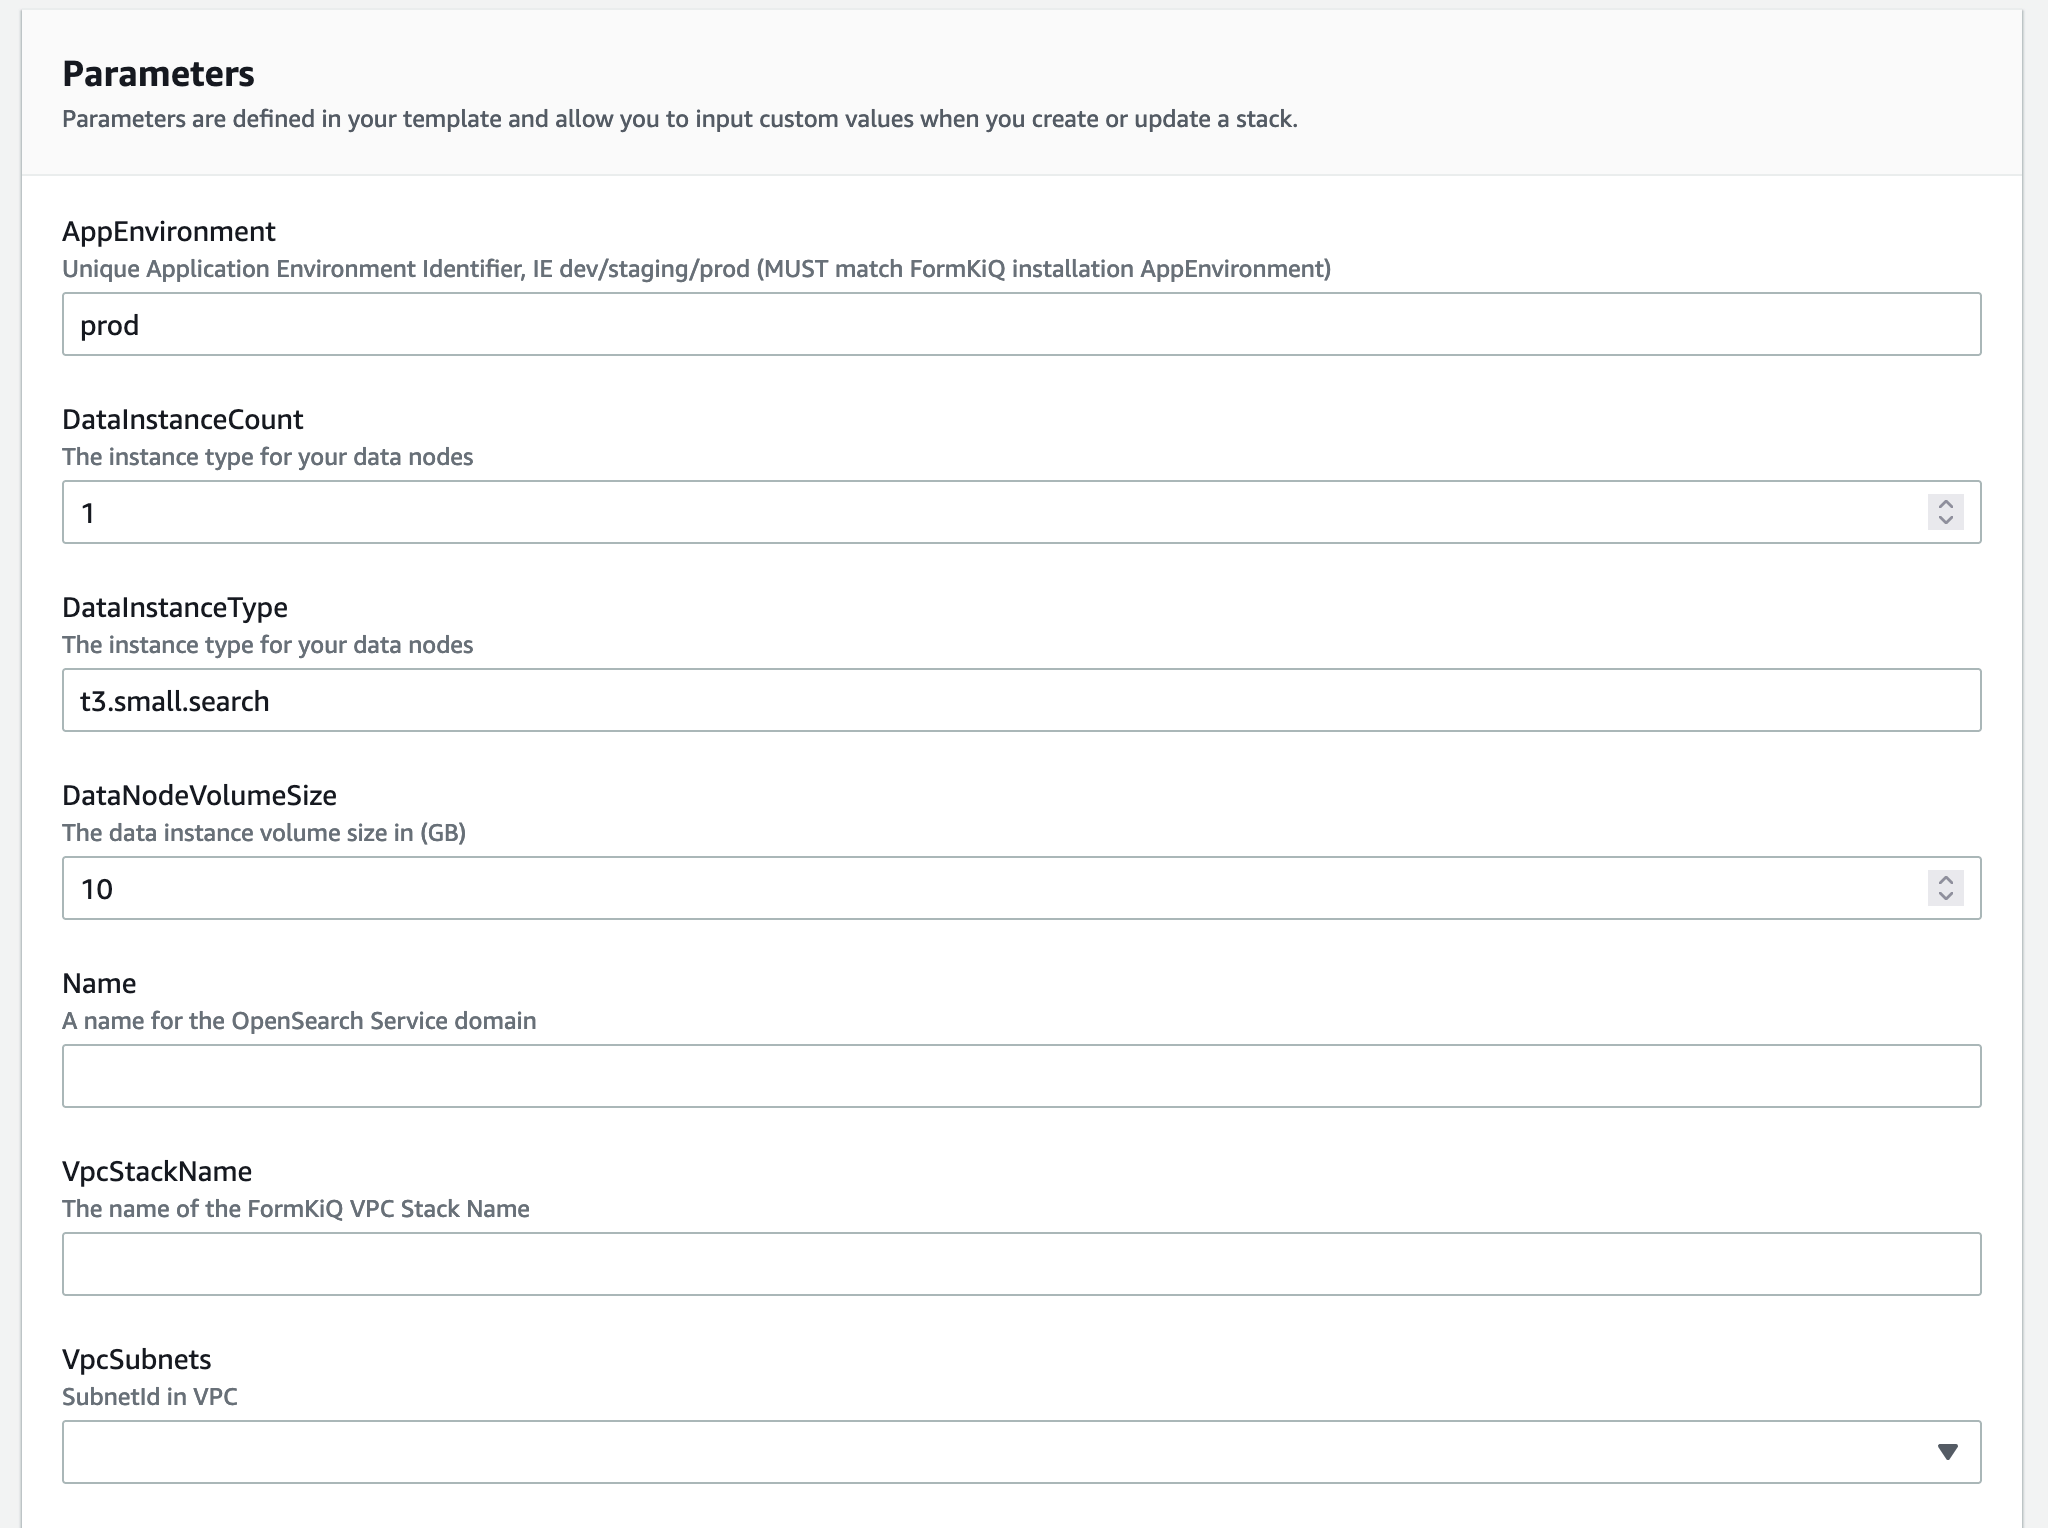 Parameters
Parameters are defined in your template and allow you to input custom values when you create or update a stack.
AppEnvironment
Unique Application Environment Identifier, IE dev/staging/prod (MUST match FormKiQ installation AppEnvironment)
prod
DataInstanceCount
The instance type for your data nodes
1
DataInstanceType
The instance type for your data nodes
t3.small.search
DataNodeVolumeSize
The data instance volume size in (GB)
10
Name
A name for the OpenSearch Service domain
VpcStackName
The name of the FormKiQ VPC Stack Name
VpcSubnets
SubnetId in VPC